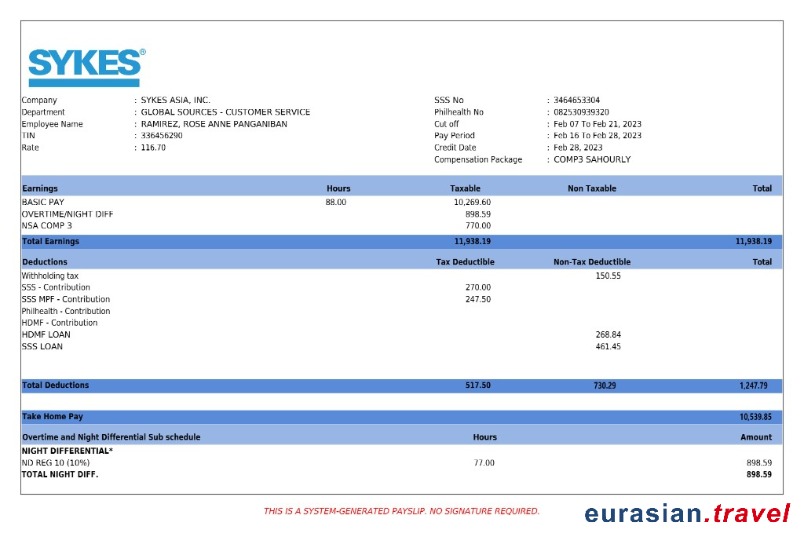 SYKES®
Company : SYKES ASIA, INC. SSS No : 3464653304
Department : GLOBAL SOURCES - CUSTOMER SERVICE Philhealth No : 082530939320
Employee Name : RAMIREZ, ROSE ANNE PANGANIBAN Cut off : Feb 07 To Feb 21, 2023
TIN : 336456290 Pay Period : Feb 16 To Feb 28, 2023
Rate : 116.70 Credit Date : Feb 28, 2023
Compensation Package : COMP3 SAHOURLY
Earnings Hours Taxable Non Taxable Total
BASIC PAY 88.00 10,269.60
OVERTIME/NIGHT DIFF 898.59
NSA COMP 3 770.00
Total Earnings 11,938.19 11,938.19
Deductions Tax Deductible Non-Tax Deductible Total
Withholding tax 150.55
SSS - Contribution 270.00
SSS MPF - Contribution 247.50
Philhealth - Contribution
HDMF - Contribution
HDMF LOAN 268.84
SSS LOAN 461.45
Total Deductions 517.50 730.29 1,247.79
Take Home Pay 10,539.85
Overtime and Night Differential Sub schedule Hours Amount
NIGHT DIFFERENTIAL*
ND REG 10 (10%) 77.00 898.59
TOTAL NIGHT DIFF. 898.59
THIS IS A SYSTEM-GENERATED PAYSLIP. NO SIGNATURE REQUIRED.
eurasian.travel